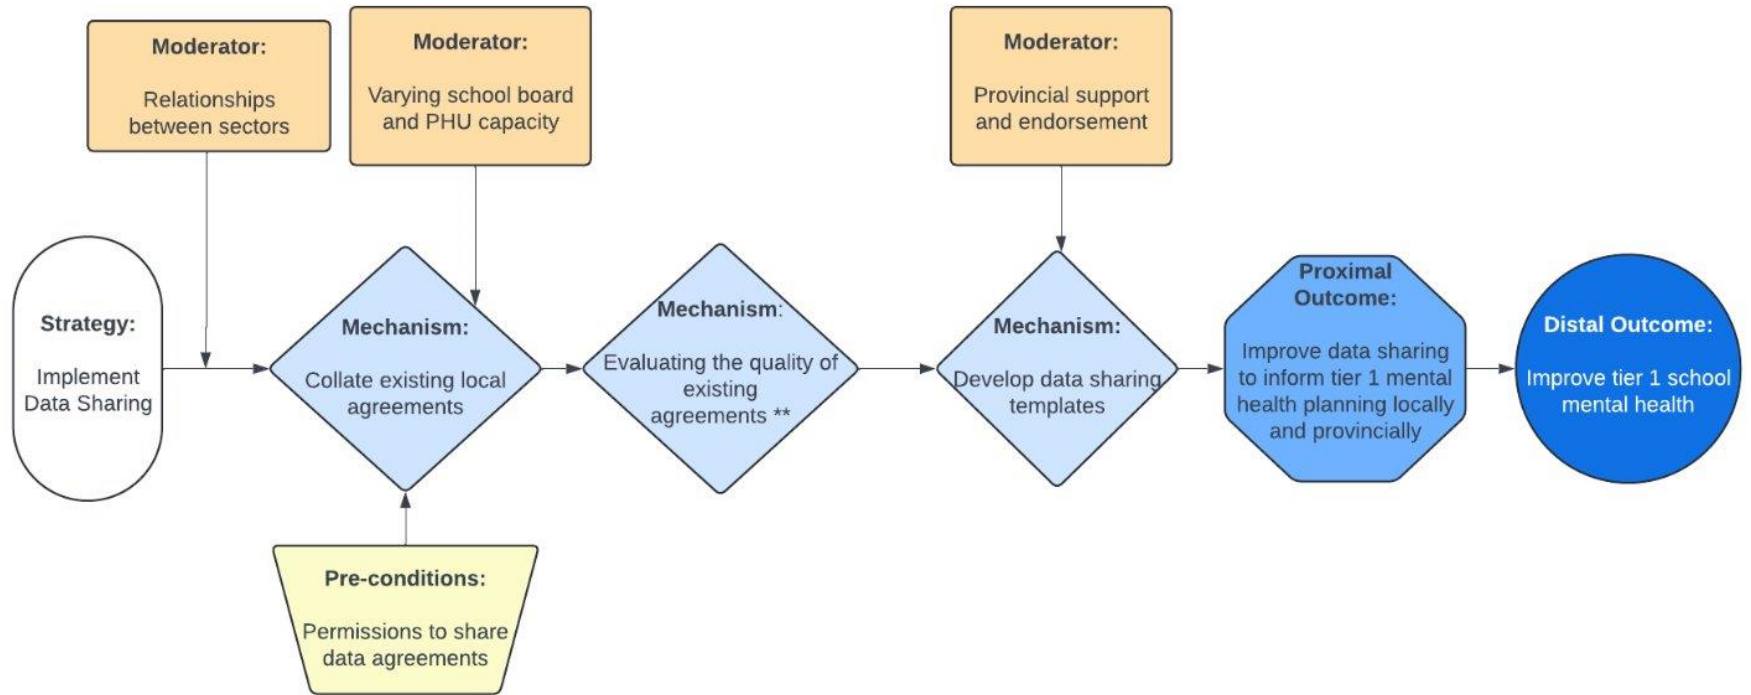 Moderator:
Relationships
between sectors
Moderator:
Varying school board
and PHU capacity
Moderator:
Provincial support
and endorsement
Strategy:
Implement
Data Sharing
Mechanism:
Collate existing local
agreements
Mechanism:
Evaluating the quality of
existing
agreements **
Mechanism:
Develop data sharing
templates
Proximal
Outcome:
Improve data sharing
to inform tier 1 mental
health planning locally
and provincially
Distal Outcome:
Improve tier 1 school
mental health
Pre-conditions:
Permissions to share
data agreements